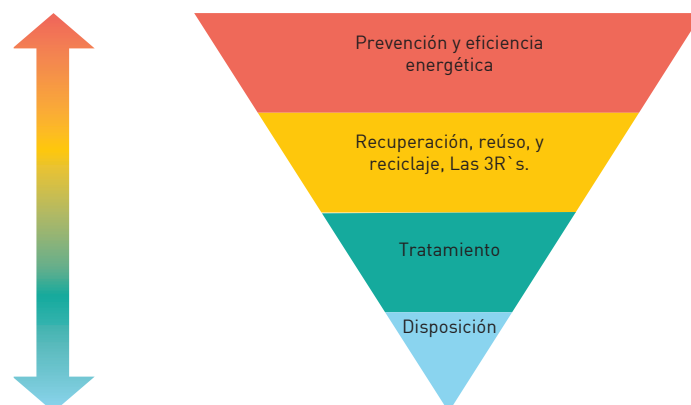 Prevención y eficiencia
energética
Recuperación, reúso, y
reciclaje, Las 3R`s.
Tratamiento
Disposición